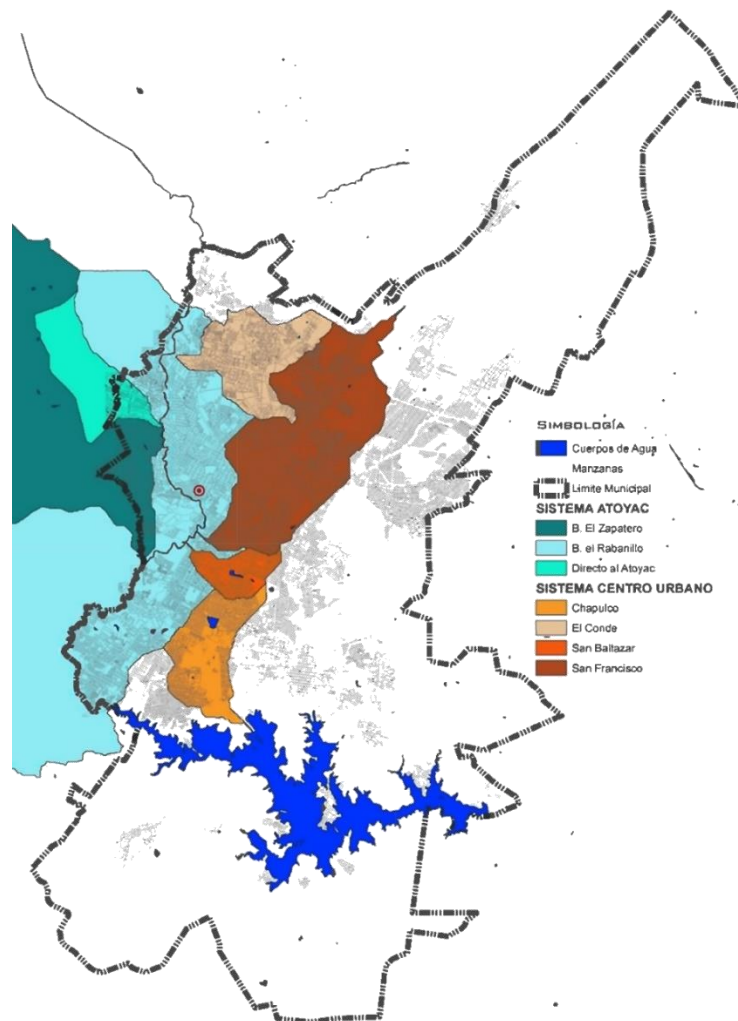 SIMBOLOGÍA
Cuerpos de Agua
Manzanas
Limite Municipal
SISTEMA ATOYAC
B. El Zapatero
B. el Rabanillo
Directo al Atoyac
SISTEMA CENTRO URBANO
Chapulco
El Conde
San Baltazar
San Francisco